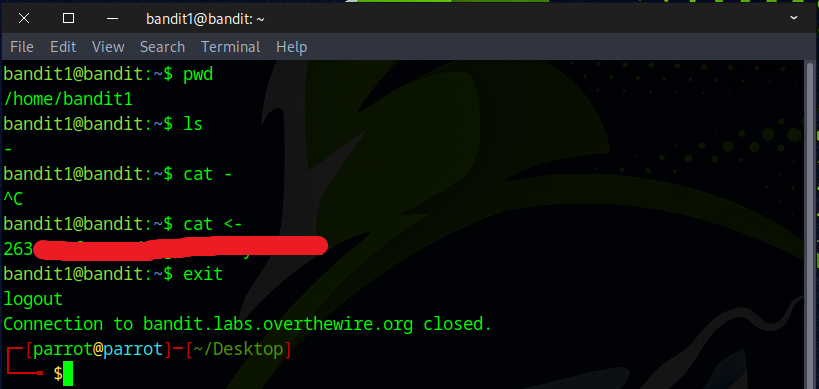 bandit1@bandit: ~
File Edit View Search Terminal Help
bandit1@bandit:~$ pwd
/home/bandit1
bandit1@bandit:~$ ls
-
bandit1@bandit:~$ cat -
^C
bandit1@bandit:~$ cat <-
263
bandit1@bandit:~$ exit
logout
Connection to bandit.labs.overthewire.org closed.
┌─[parrot@parrot]─[~/Desktop]
└──╼ $